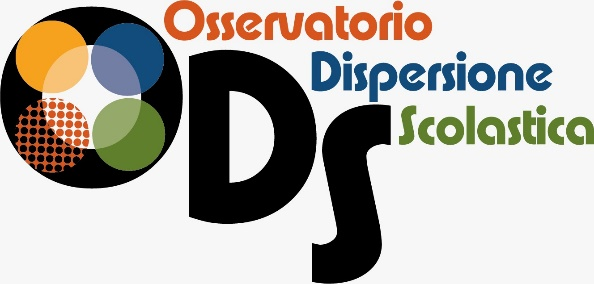 Osservatorio
Dispersione
Scolastica
ODS